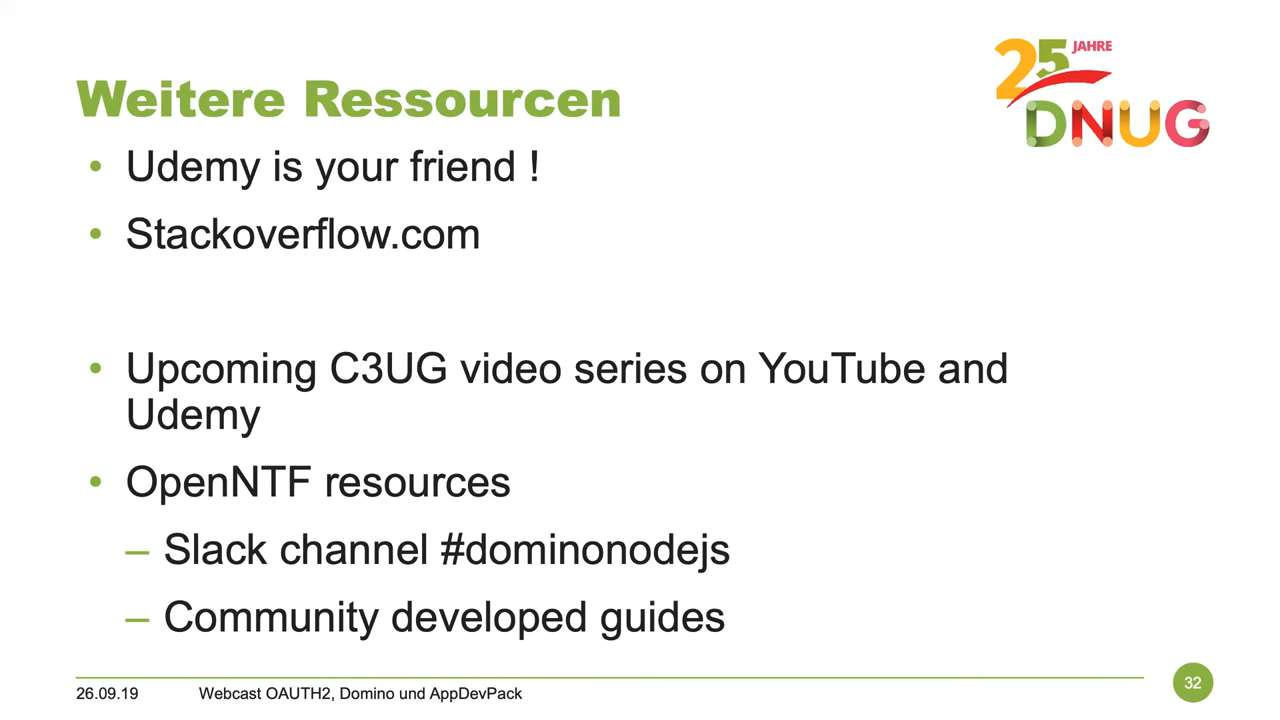 25 JAHRE
DNUG
Weitere Ressourcen
• Udemy is your friend !
• Stackoverflow.com
• Upcoming C3UG video series on YouTube and
Udemy
• OpenNTF resources
– Slack channel #dominonodejs
– Community developed guides
26.09.19 Webcast OAUTH2, Domino und AppDevPack 32